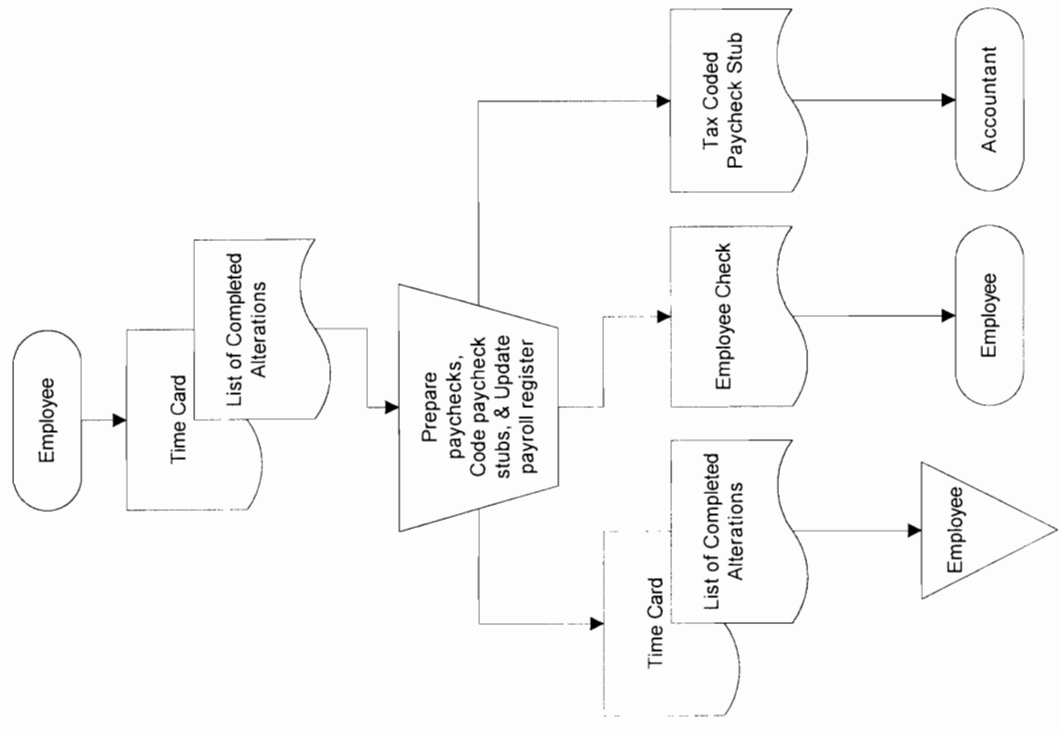 Employee
Time Card
List of Completed
Alterations
Prepare
paychecks,
Code paycheck
stubs, & Update
payroll register
Time Card
List of Completed
Alterations
Employee
Employee Check
Employee
Tax Coded
Paycheck Stub
Accountant